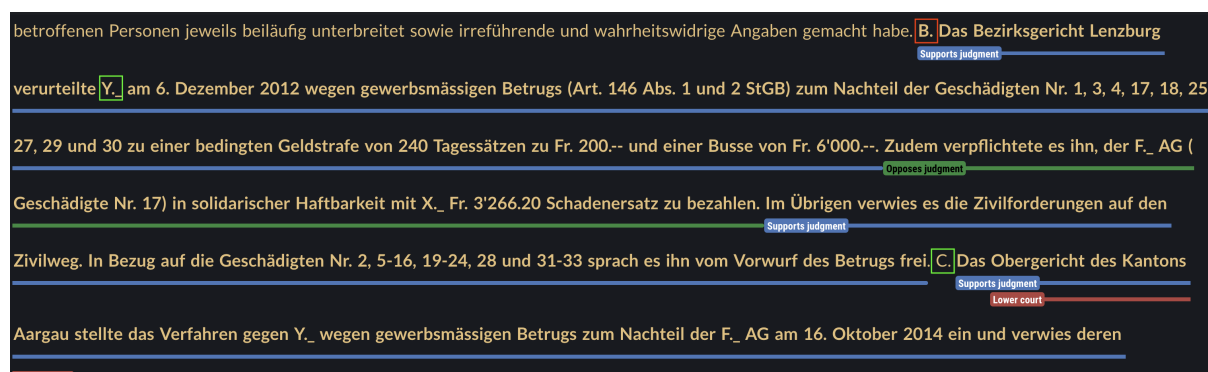 betroffenen Personen jeweils beiläufig unterbreitet sowie irreführende und wahrheitswidrige Angaben gemacht habe. B. Das Bezirksgericht Lenzburg
Supports judgment
verurteilte Y._ am 6. Dezember 2012 wegen gewerbsmässigen Betrugs (Art. 146 Abs. 1 und 2 StGB) zum Nachteil der Geschädigten Nr. 1, 3, 4, 17, 18, 25
27, 29 und 30 zu einer bedingten Geldstrafe von 240 Tagessätzen zu Fr. 200.-- und einer Busse von Fr. 6'000.--. Zudem verpflichtete es ihn, der F._ AG (
Opposes judgment
Geschädigte Nr. 17) in solidarischer Haftbarkeit mit X._ Fr. 3'266.20 Schadenersatz zu bezahlen. Im Übrigen verwies es die Zivilforderungen auf den
Supports judgment
Zivilweg. In Bezug auf die Geschädigten Nr. 2, 5-16, 19-24, 28 und 31-33 sprach es ihn vom Vorwurf des Betrugs frei. C. Das Obergericht des Kantons
Supports judgment
Lower court
Aargau stellte das Verfahren gegen Y._ wegen gewerbsmässigen Betrugs zum Nachteil der F._ AG am 16. Oktober 2014 ein und verwies deren